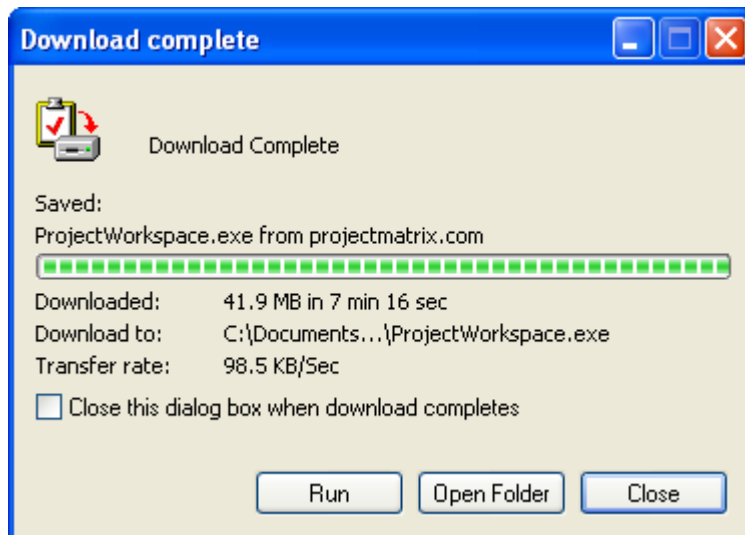 Download complete
Download Complete
Saved:
ProjectWorkspace.exe from projectmatrix.com
Downloaded: 41.9 MB in 7 min 16 sec
Download to: C:\Documents...\ProjectWorkspace.exe
Transfer rate: 98.5 KB/Sec
Close this dialog box when download completes
Run Open Folder Close